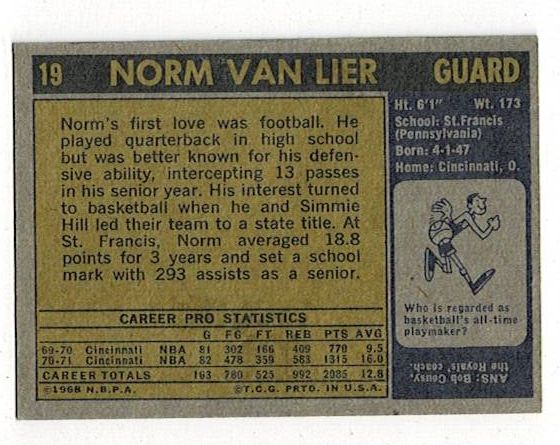 19 NORM VAN LIER GUARD
Norm's first love was football. He
played quarterback in high school
but was better known for his defen-
sive ability, intercepting 13 passes
in his senior year. His interest turned
to basketball when he and Simmie
Hill led their team to a state title. At
St. Francis, Norm averaged 18.8
points for 3 years and set a school
mark with 293 assists as a senior.
Ht. 6'1" Wt. 173
School: St.Francis
(Pennsylvania)
Born: 4-1-47
Home: Cincinnati, O.
Who is regarded as
basketball's all-time
playmaker?
ANS: Bob Cousy,
the Royals' coach.
CAREER PRO STATISTICS
G FG FT REB PTS AVG
69-70 Cincinnati NBA 81 302 166 409 770 9.5
70-71 Cincinnati NBA 82 478 359 583 1315 16.0
CAREER TOTALS 163 780 525 992 2085 12.8
©1968 N.B.P.A. ©T.C.G. PRTD. IN U.S.A.